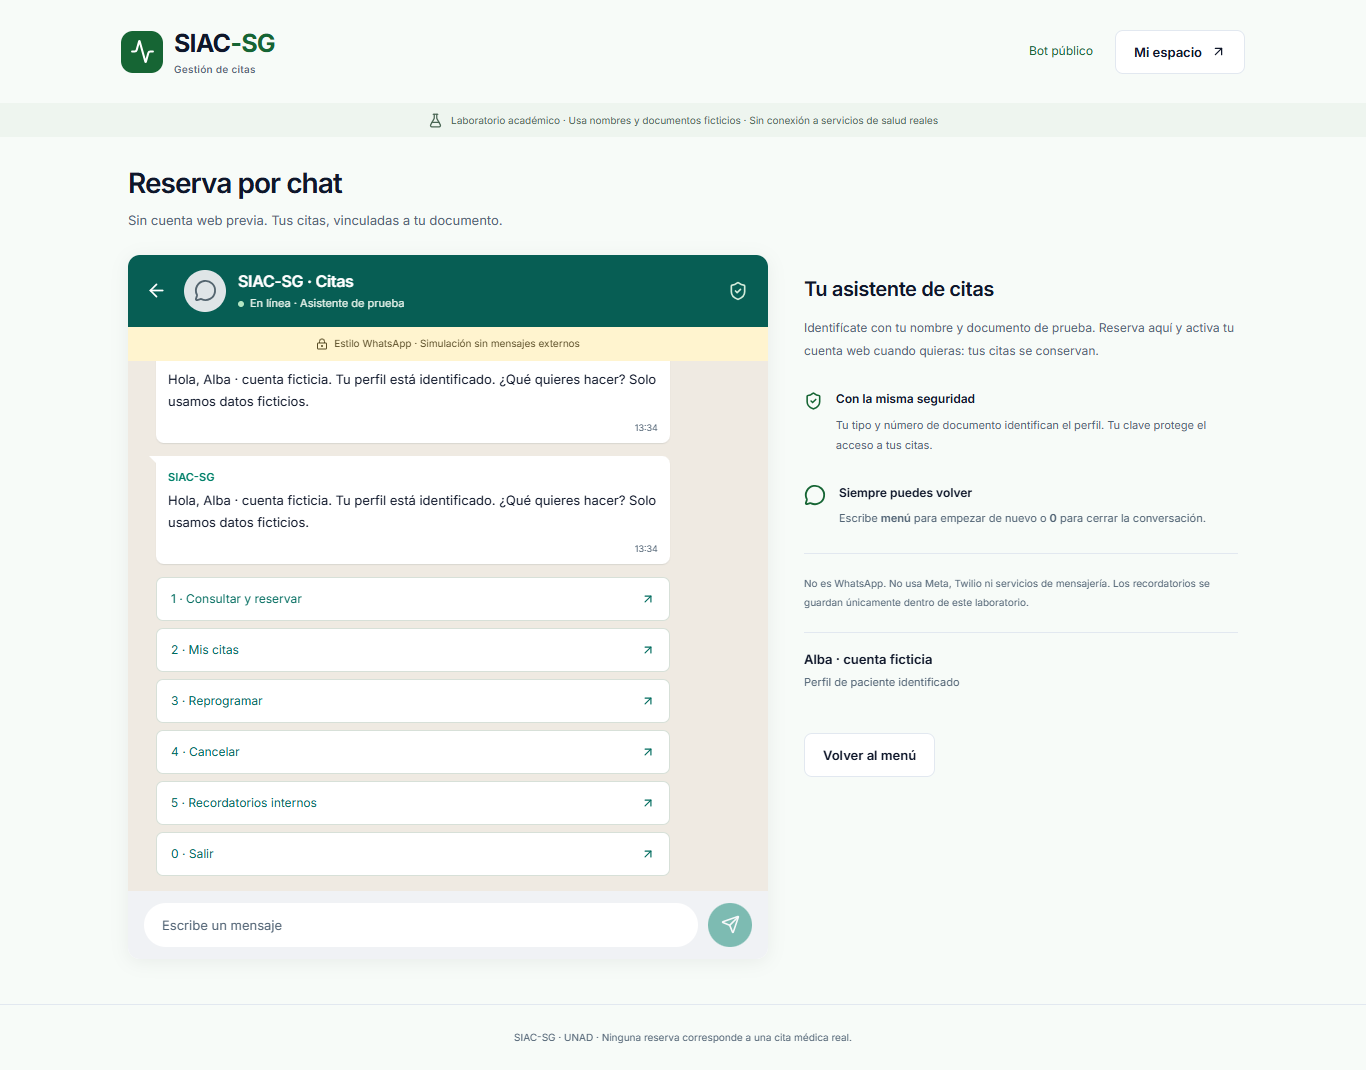 SIAC-SG
Gestión de citas
Bot público
Mi espacio
Laboratorio académico · Usa nombres y documentos ficticios · Sin conexión a servicios de salud reales
Reserva por chat
Sin cuenta web previa. Tus citas, vinculadas a tu documento.
SIAC-SG · Citas
En línea · Asistente de prueba
Estilo WhatsApp · Simulación sin mensajes externos
Hola, Alba · cuenta ficticia. Tu perfil está identificado. ¿Qué quieres hacer? Solo
usamos datos ficticios.
13:34
SIAC-SG
Hola, Alba · cuenta ficticia. Tu perfil está identificado. ¿Qué quieres hacer? Solo
usamos datos ficticios.
13:34
1 · Consultar y reservar
2 · Mis citas
3 · Reprogramar
4 · Cancelar
5 · Recordatorios internos
0 · Salir
Escribe un mensaje
Tu asistente de citas
Identifícate con tu nombre y documento de prueba. Reserva aquí y activa tu
cuenta web cuando quieras: tus citas se conservan.
Con la misma seguridad
Tu tipo y número de documento identifican el perfil. Tu clave protege el
acceso a tus citas.
Siempre puedes volver
Escribe menú para empezar de nuevo o 0 para cerrar la conversación.
No es WhatsApp. No usa Meta, Twilio ni servicios de mensajería. Los recordatorios se
guardan únicamente dentro de este laboratorio.
Alba · cuenta ficticia
Perfil de paciente identificado
Volver al menú
SIAC-SG · UNAD · Ninguna reserva corresponde a una cita médica real.